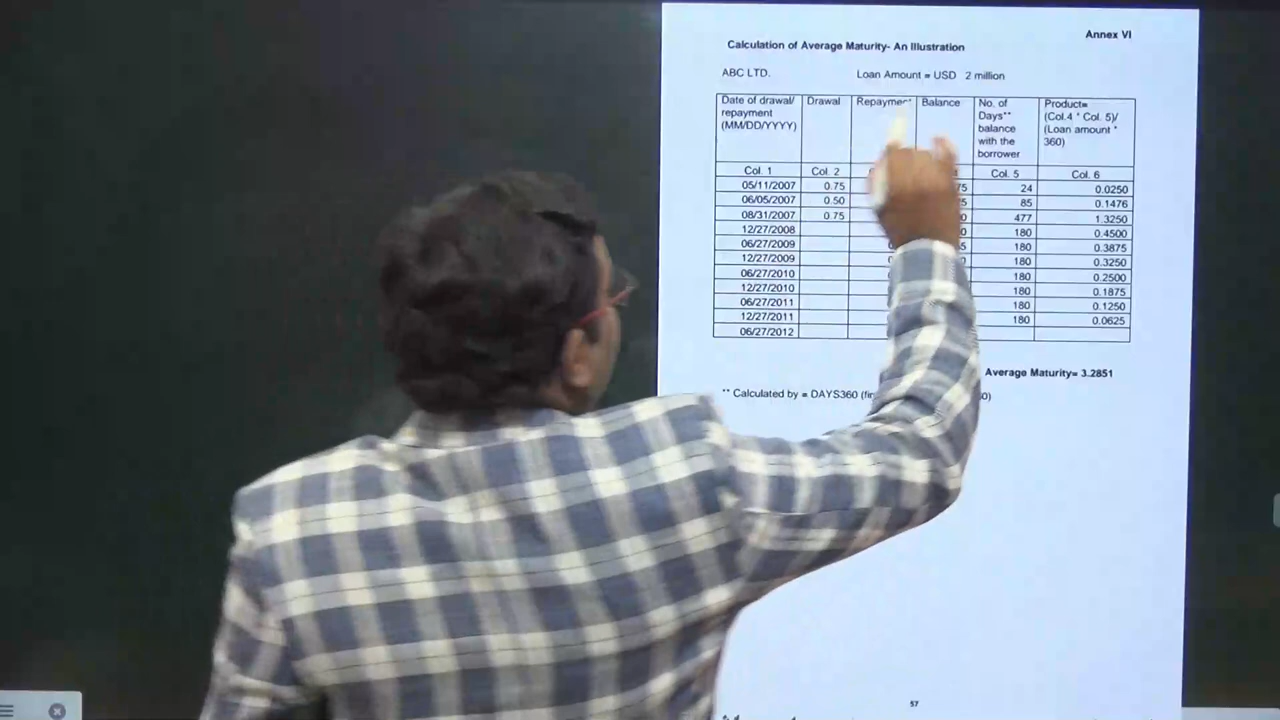 Annex VI
Calculation of Average Maturity- An Illustration
ABC LTD. Loan Amount = USD 2 million
Date of drawal/ repayment (MM/DD/YYYY) Drawal Balance No. of Days** balance with the borrower Product= (Col.4 * Col. 5)/ (Loan amount * 360)
Col. 1 Col. 2 Col. 5 Col. 6
05/11/2007 0.75 24 0.0250
06/05/2007 0.50 85 0.1476
08/31/2007 0.75 477 1.3250
12/27/2008 180 0.4500
06/27/2009 180 0.3875
12/27/2009 180 0.3250
06/27/2010 180 0.2500
12/27/2010 180 0.1875
06/27/2011 180 0.1250
12/27/2011 180 0.0625
06/27/2012
Average Maturity= 3.2851
** Calculated by = DAYS360
57